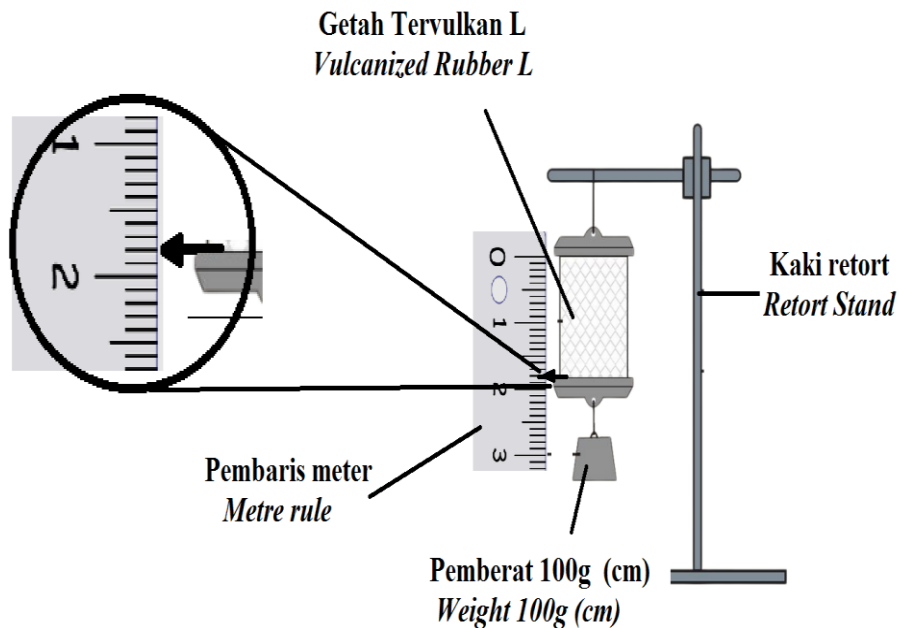 Getah Tervulkan L
Vulcanized Rubber L
1
2
0
1
2
3
Kaki retort
Retort Stand
Pembaris meter
Metre rule
Pemberat 100g (cm)
Weight 100g (cm)